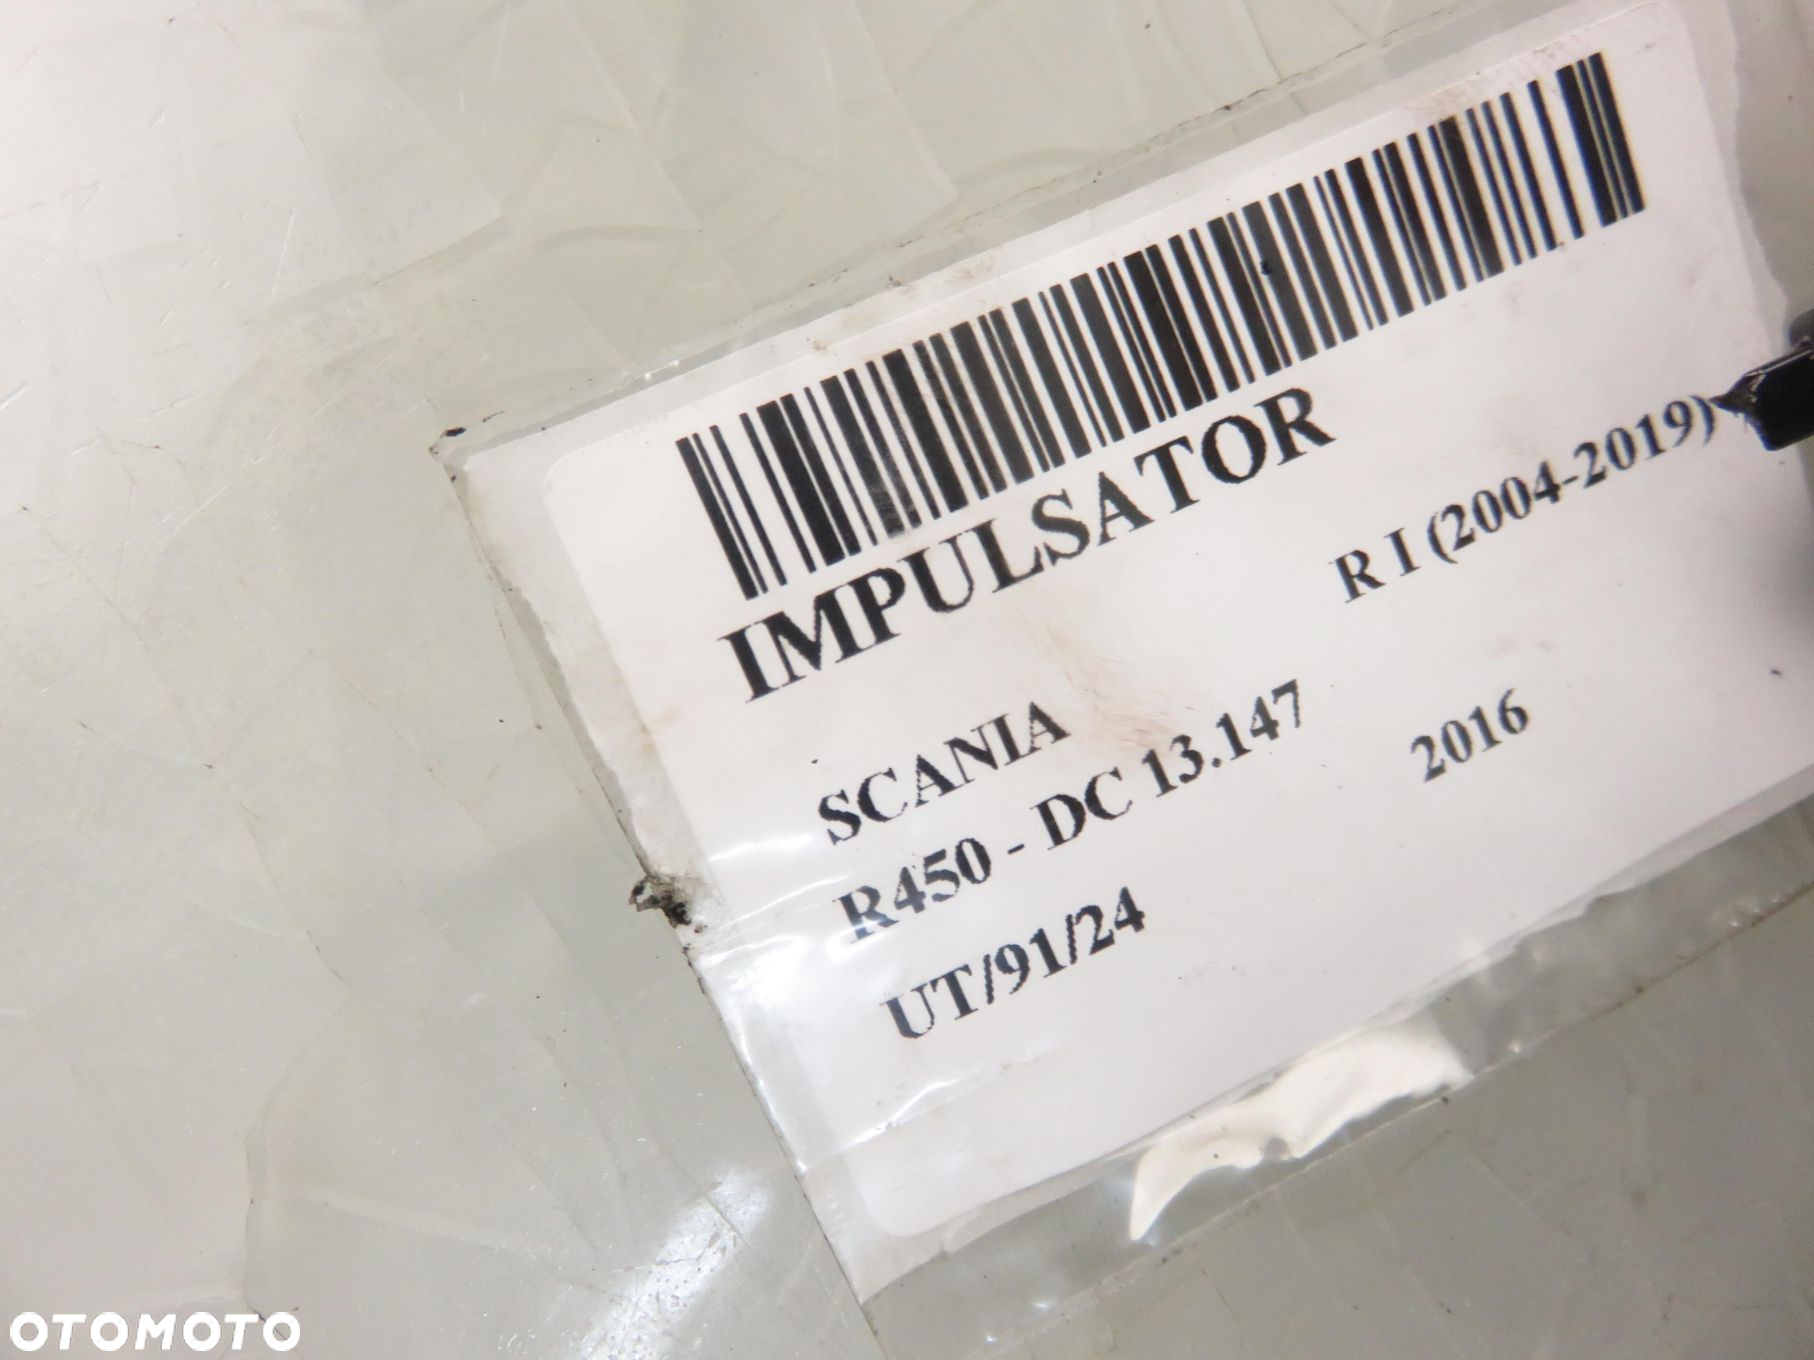 IMPULSATOR
SCANIA R I (2004-2019)
R450 - DC 13.147 2016
UT/91/24
OTOMOTO